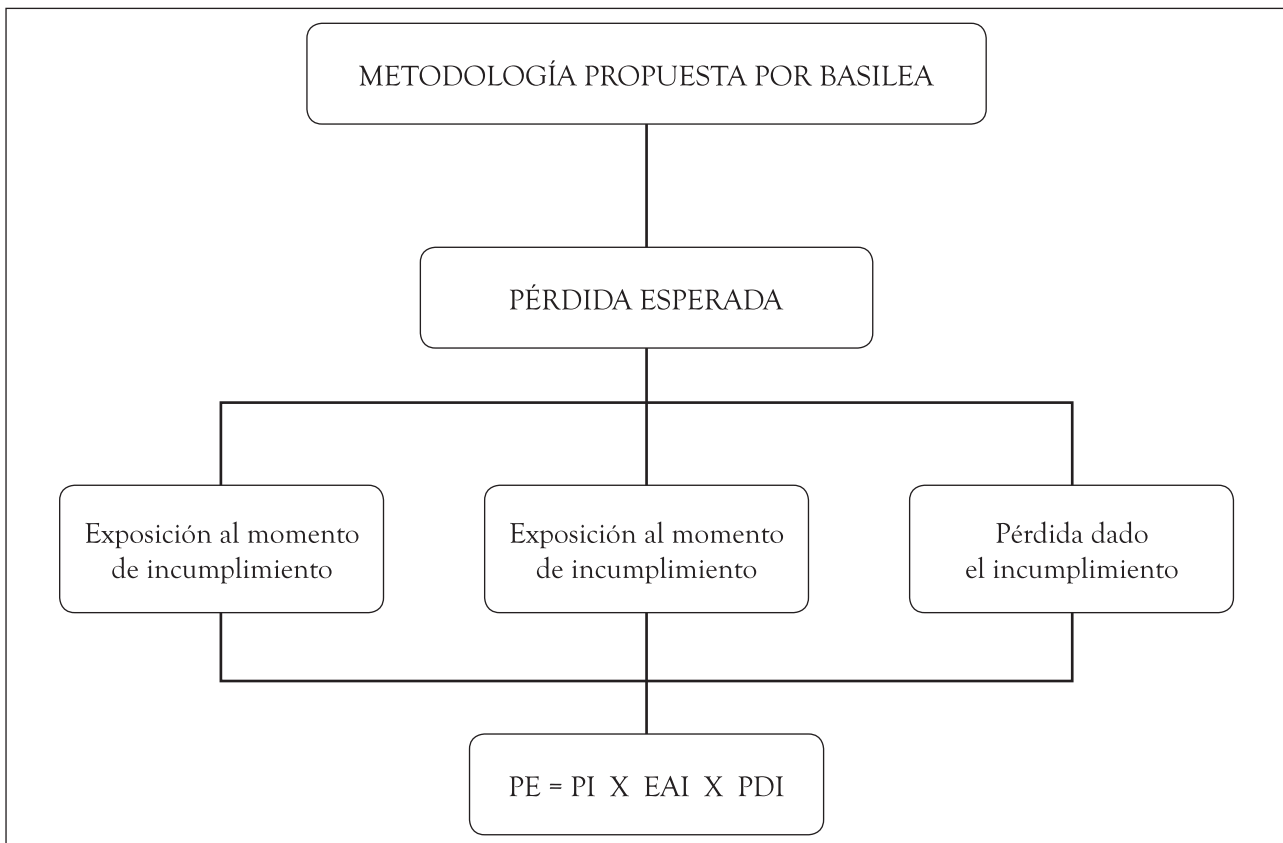 METODOLOGÍA PROPUESTA POR BASILEA
PÉRDIDA ESPERADA
Exposición al momento
de incumplimiento
Exposición al momento
de incumplimiento
Pérdida dado
el incumplimiento
PE = PI X EAI X PDI